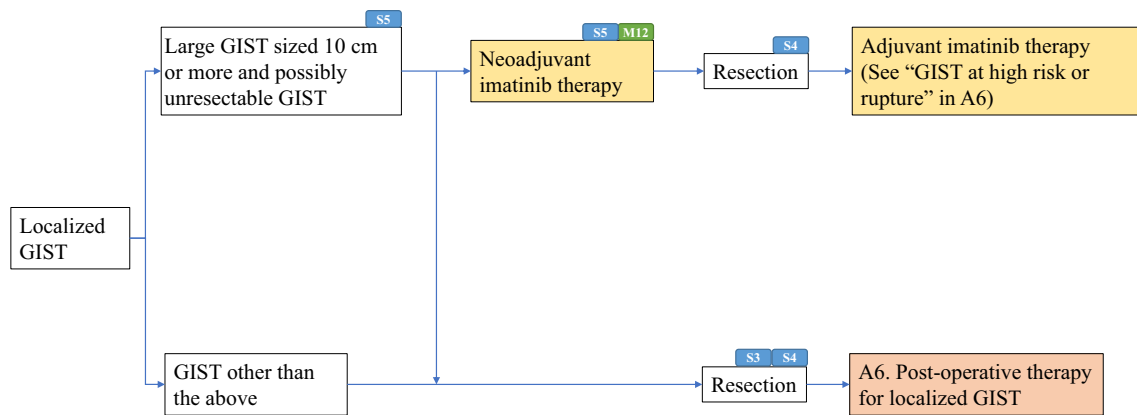 S5
Large GIST sized 10 cm
or more and possibly
unresectable GIST
S5 M12
Neoadjuvant
imatinib therapy
S4
Resection
Adjuvant imatinib therapy
(See “GIST at high risk or
rupture” in A6)
Localized
GIST
GIST other than
the above
S3 S4
Resection
A6. Post-operative therapy
for localized GIST